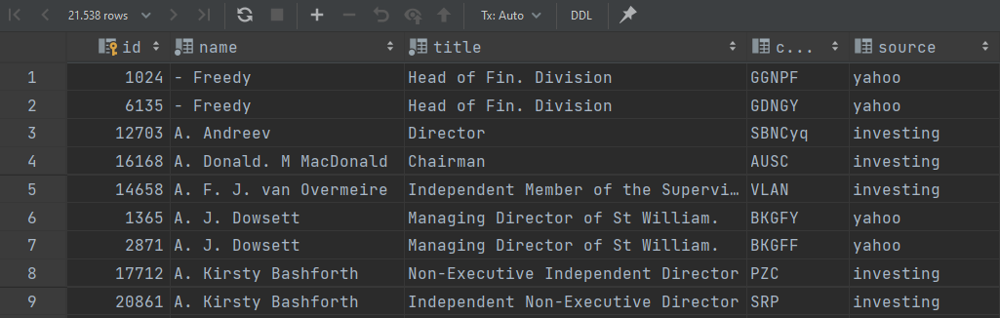 21.538 rows Tx: Auto DDL
id name title c... source
1 1024 - Freedy Head of Fin. Division GGNPF yahoo
2 6135 - Freedy Head of Fin. Division GDNGY yahoo
3 12703 A. Andreev Director SBNCyq investing
4 16168 A. Donald. M MacDonald Chairman AUSC investing
5 14658 A. F. J. van Overmeire Independent Member of the Supervi… VLAN investing
6 1365 A. J. Dowsett Managing Director of St William. BKGFY yahoo
7 2871 A. J. Dowsett Managing Director of St William. BKGFF yahoo
8 17712 A. Kirsty Bashforth Non-Executive Independent Director PZC investing
9 20861 A. Kirsty Bashforth Independent Non-Executive Director SRP investing